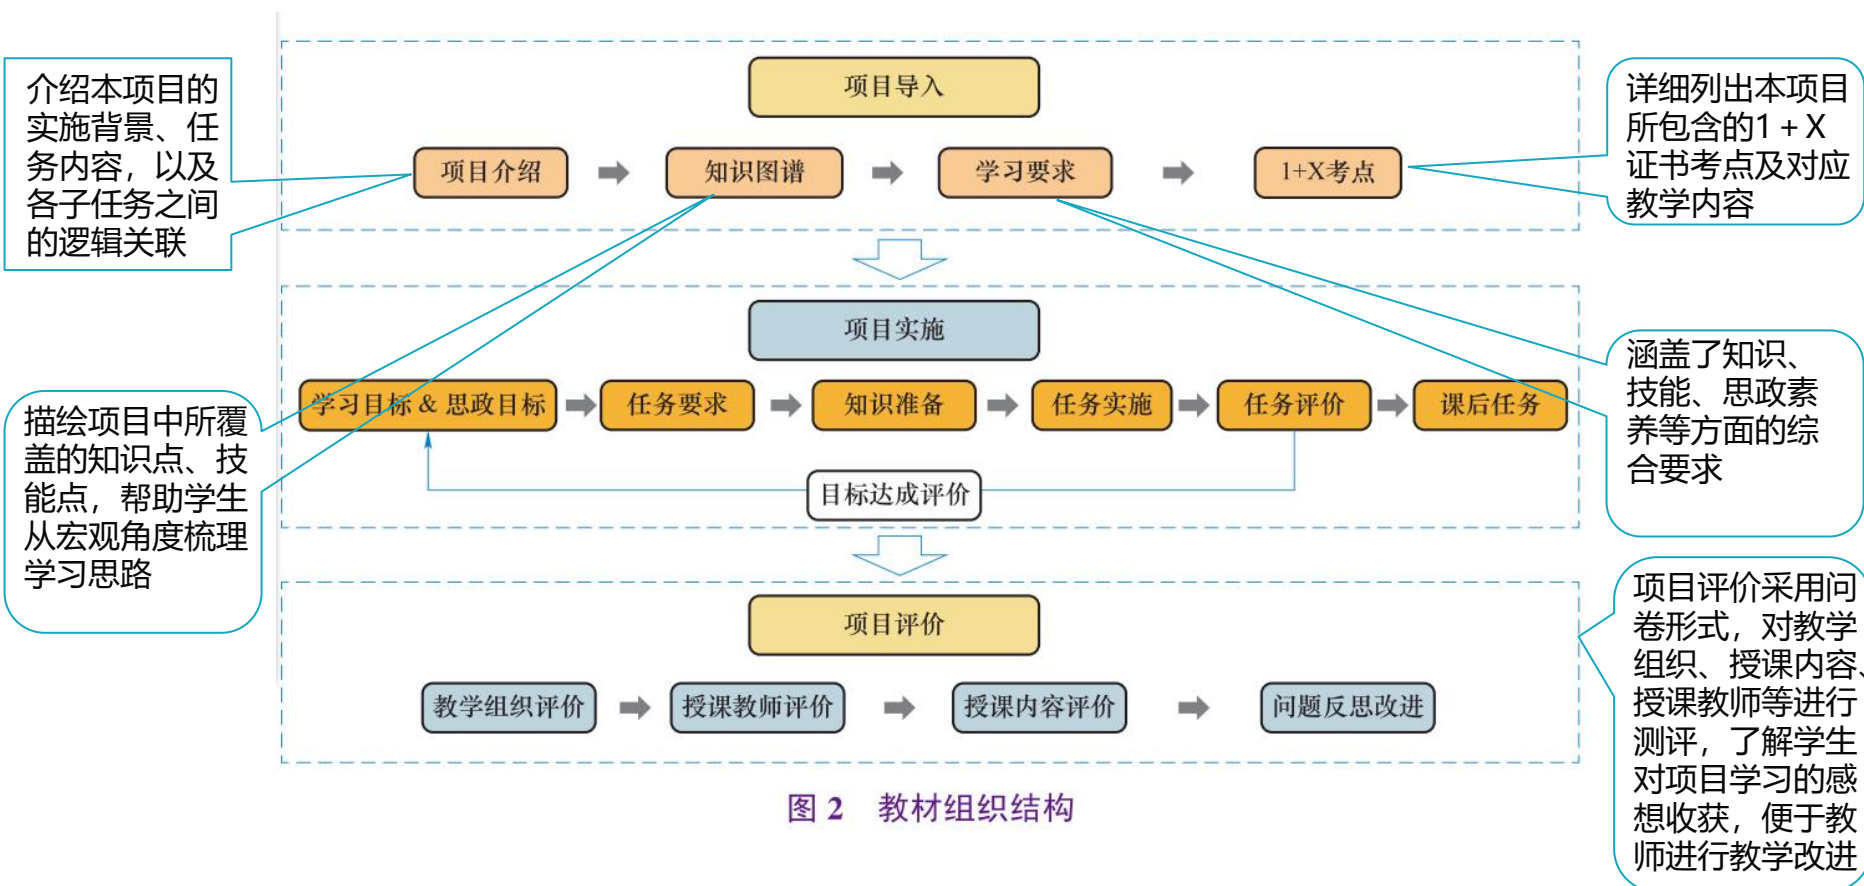 介绍本项目的
实施背景、任
务内容，以及
各子任务之间
的逻辑关联
项目导入
项目介绍
知识图谱
学习要求
1+X考点
详细列出本项目
所包含的1+X
证书考点及对应
教学内容
项目实施
学习目标 & 思政目标
任务要求
知识准备
任务实施
任务评价
课后任务
目标达成评价
描绘项目中所覆
盖的知识点、技
能点，帮助学生
从宏观角度梳理
学习思路
涵盖了知识、
技能、思政素
养等方面的综
合要求
项目评价
教学组织评价
授课教师评价
授课内容评价
问题反思改进
项目评价采用问
卷形式，对教学
组织、授课内容、
授课教师等进行
测评，了解学生
对项目学习的感
想收获，便于教
师进行教学改进
图 2 教材组织结构